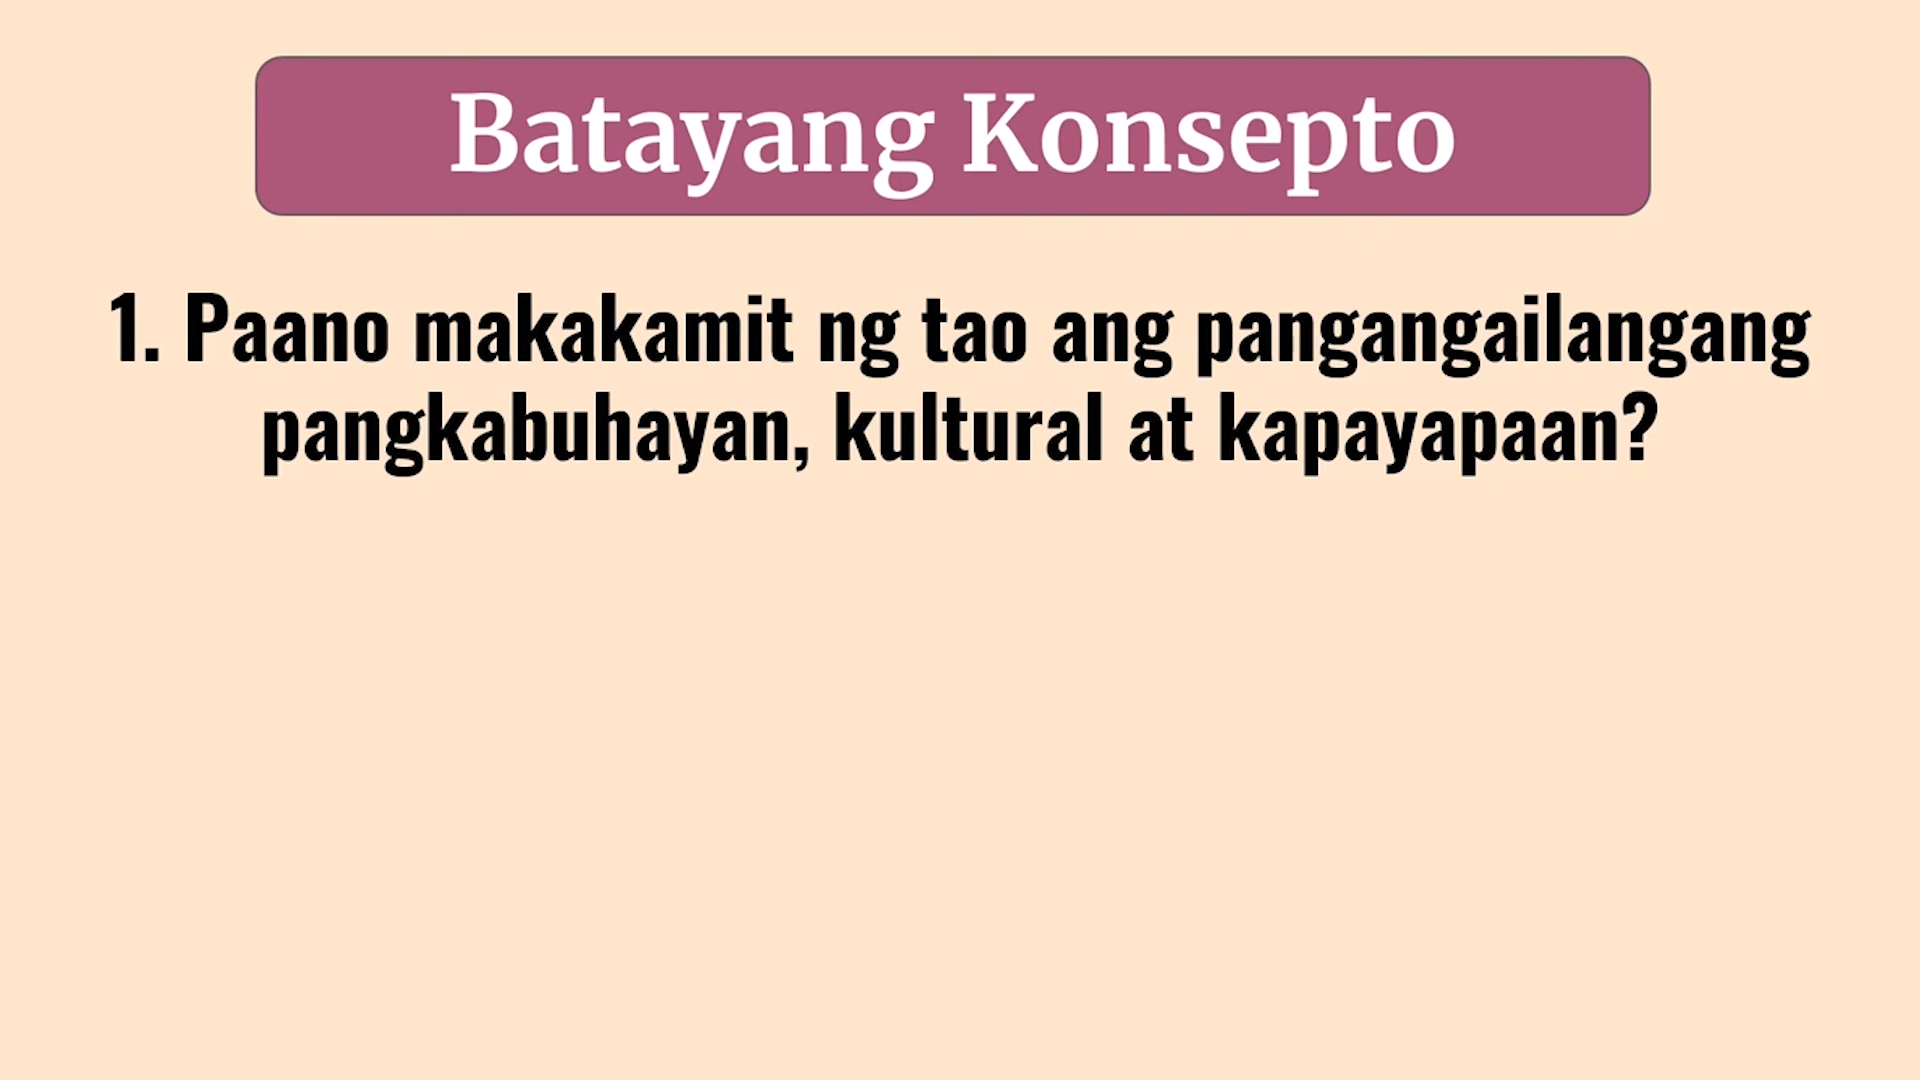 Batayang Konsepto
1. Paano makakamit ng tao ang pangangailangang
pangkabuhayan, kultural at kapayapaan?